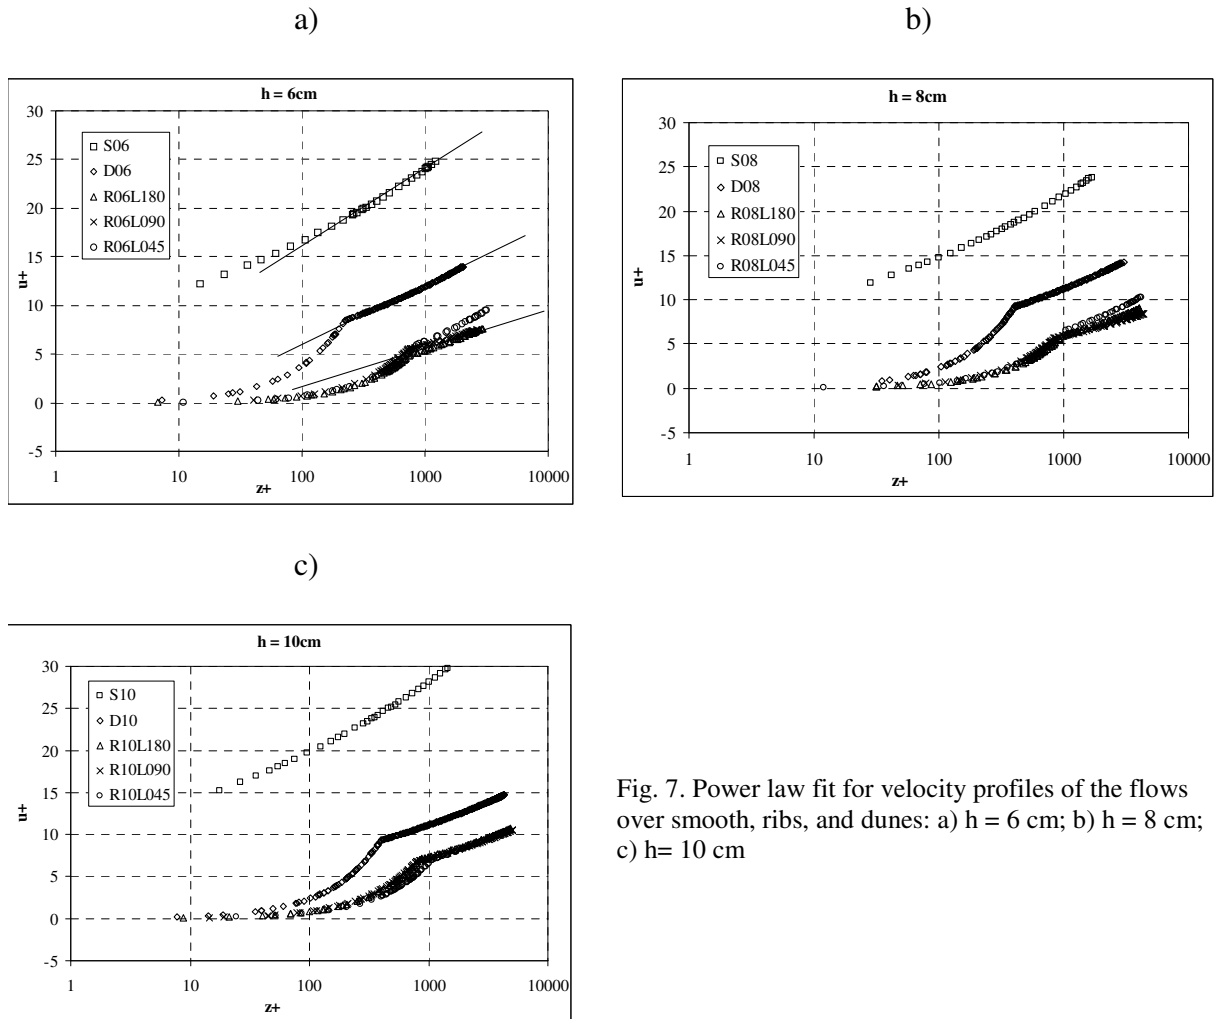 a)
h = 6cm
30
25
20
15
10
5
0
-5
u+
S06
D06
R06L180
R06L090
R06L045
1
10
100
1000
10000
z+
b)
h = 8cm
30
25
20
15
10
5
0
-5
u+
S08
D08
R08L180
R08L090
R08L045
1
10
100
1000
10000
z+
c)
h = 10cm
30
25
20
15
10
5
0
-5
u+
S10
D10
R10L180
R10L090
R10L045
1
10
100
1000
10000
z+
Fig. 7. Power law fit for velocity profiles of the flows
over smooth, ribs, and dunes: a) h = 6 cm; b) h = 8 cm;
c) h= 10 cm